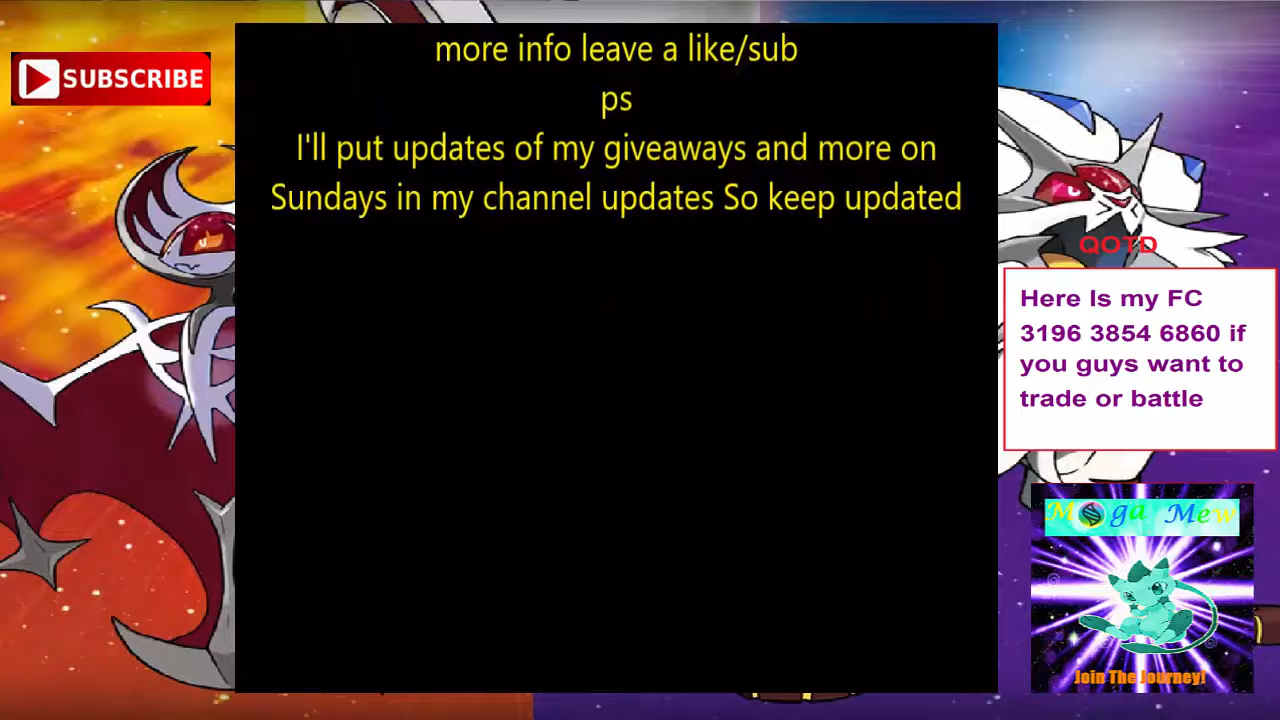 SUBSCRIBE
more info leave a like/sub
ps
I'll put updates of my giveaways and more on
Sundays in my channel updates So keep updated
QOTD
Here Is my FC
3196 3854 6860 if
you guys want to
trade or battle
Mega Mew
Join The Journey!